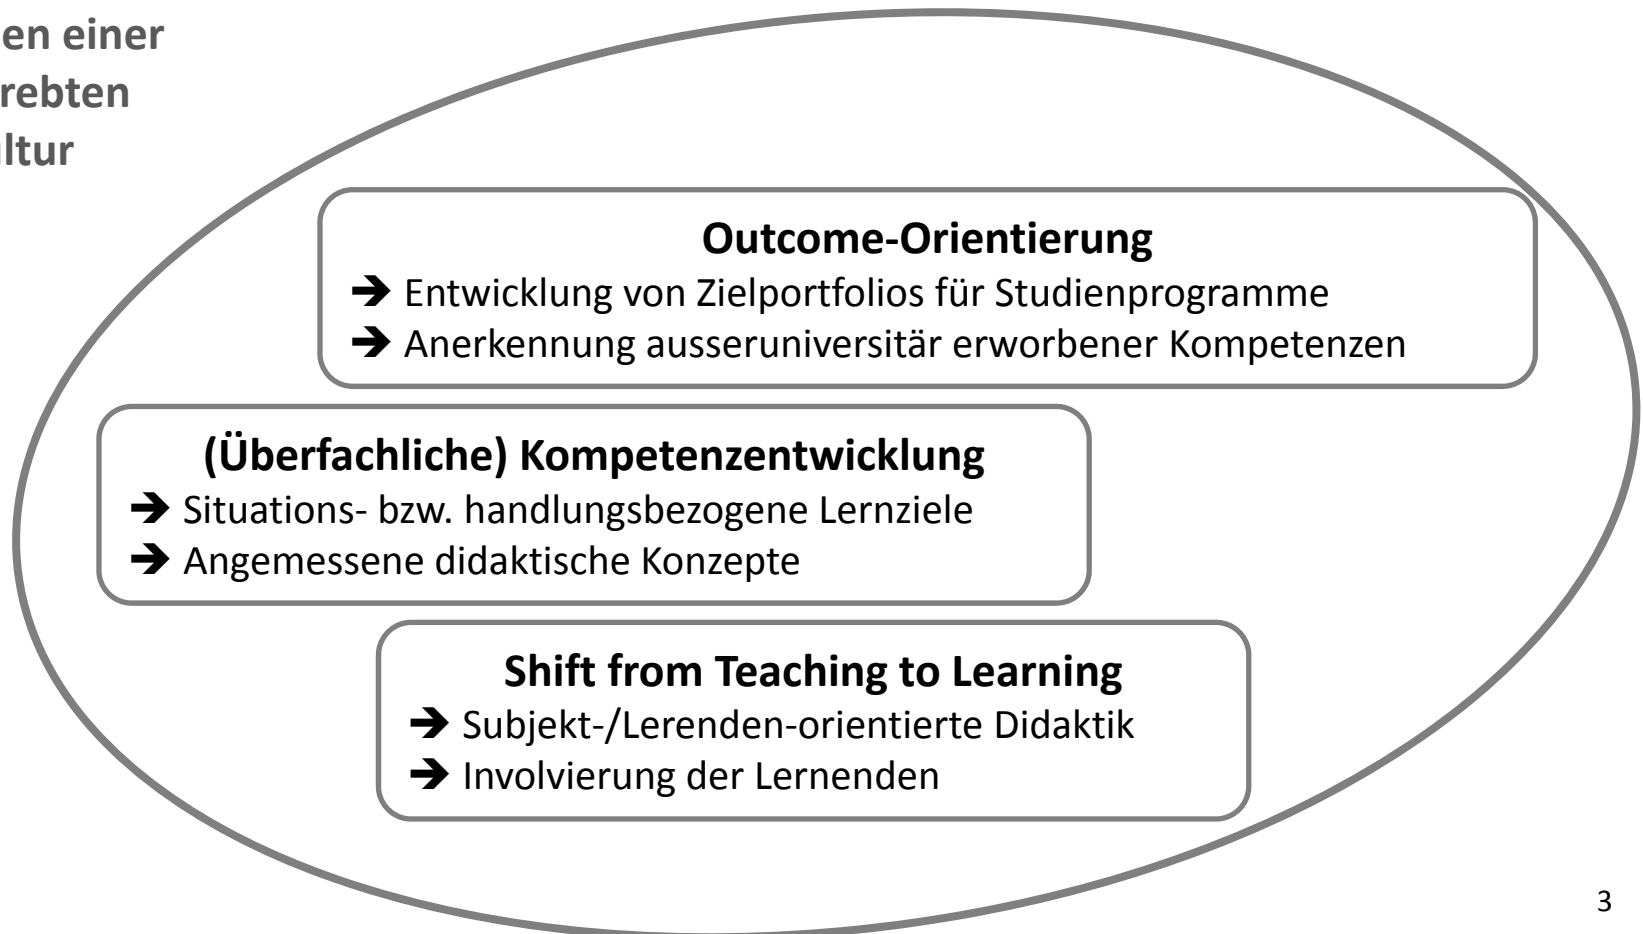 en einer
rebten
ltur
Outcome-Orientierung
➔ Entwicklung von Zielportfolios für Studienprogramme
➔ Anerkennung ausseruniversitär erworbener Kompetenzen
(Überfachliche) Kompetenzentwicklung
➔ Situations- bzw. handlungsbezogene Lernziele
➔ Angemessene didaktische Konzepte
Shift from Teaching to Learning
➔ Subjekt-/Lerenden-orientierte Didaktik
➔ Involvierung der Lernenden
3